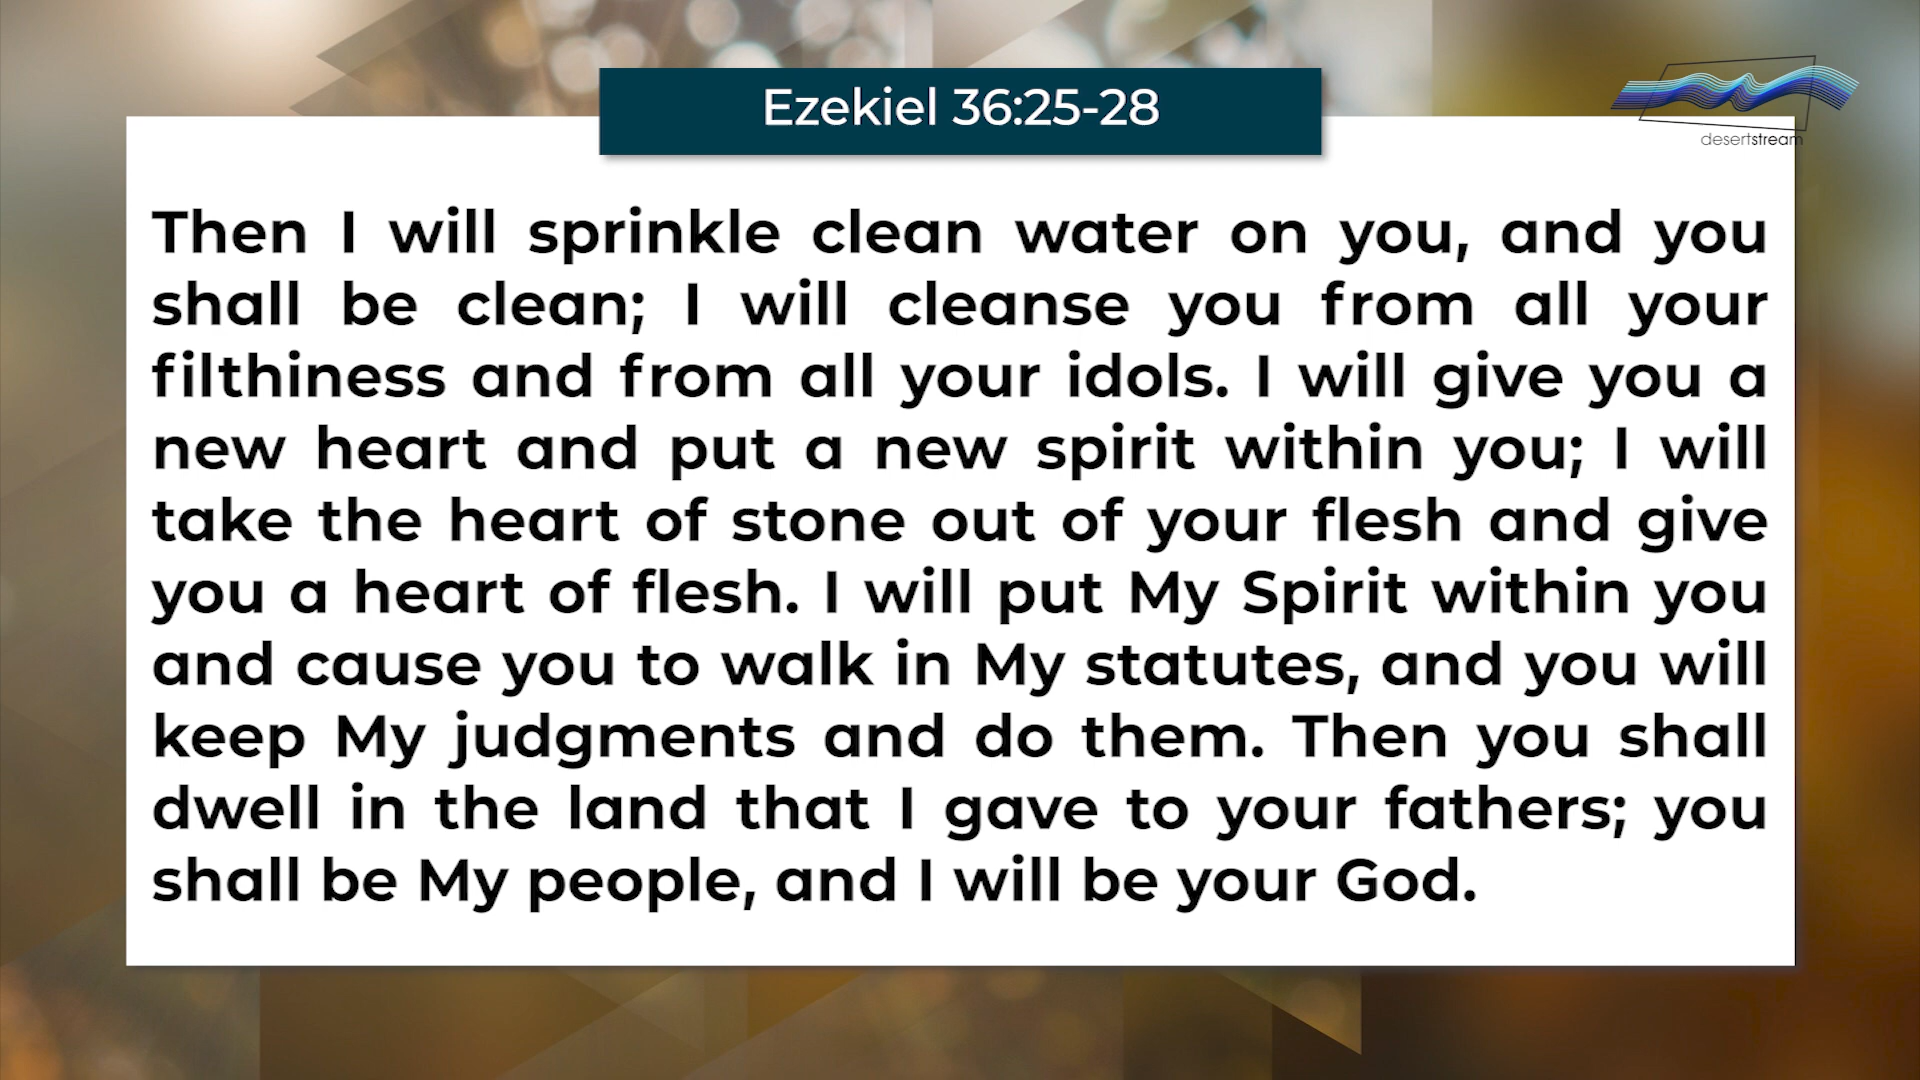 Ezekiel 36:25-28
desertstream
Then I will sprinkle clean water on you, and you
shall be clean; I will cleanse you from all your
filthiness and from all your idols. I will give you a
new heart and put a new spirit within you; I will
take the heart of stone out of your flesh and give
you a heart of flesh. I will put My Spirit within you
and cause you to walk in My statutes, and you will
keep My judgments and do them. Then you shall
dwell in the land that I gave to your fathers; you
shall be My people, and I will be your God.